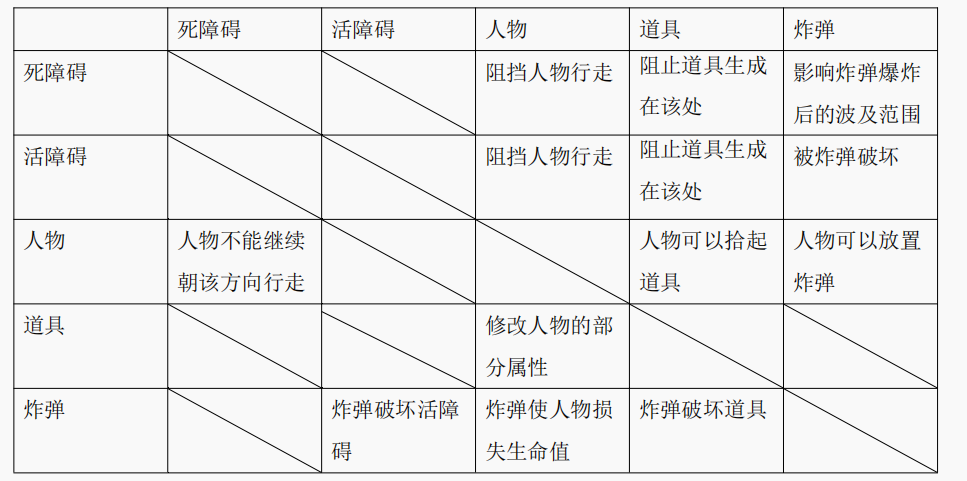 死障碍 活障碍 人物 道具 炸弹
死障碍 阻挡人物行走 阻止道具生成 影响炸弹爆炸
在该处 后的波及范围
活障碍 阻挡人物行走 阻止道具生成 被炸弹破坏
在该处
人物 人物不能继续 人物可以拾起 人物可以放置
朝该方向行走 道具 炸弹
道具 修改人物的部
分属性
炸弹 炸弹破坏活障 炸弹使人物损 炸弹破坏道具
碍 失生命值